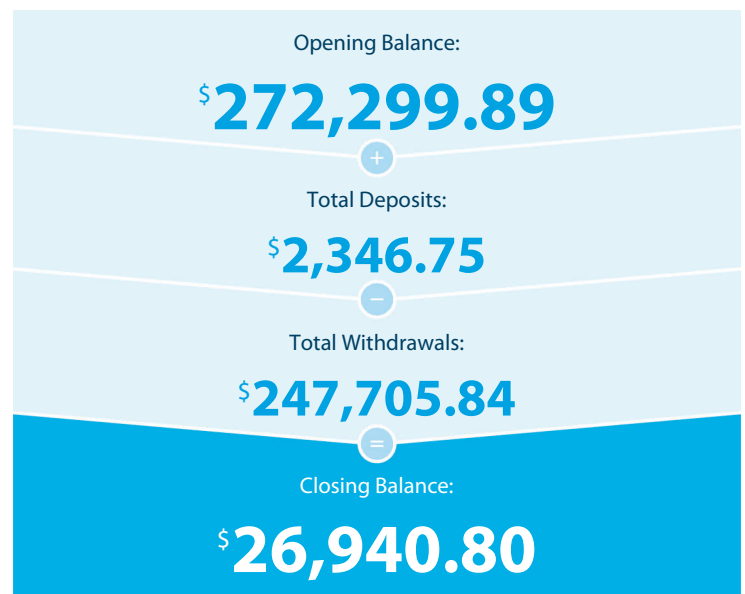 Opening Balance:
$272,299.89
+
Total Deposits:
$2,346.75
−
Total Withdrawals:
$247,705.84
=
Closing Balance:
$26,940.80